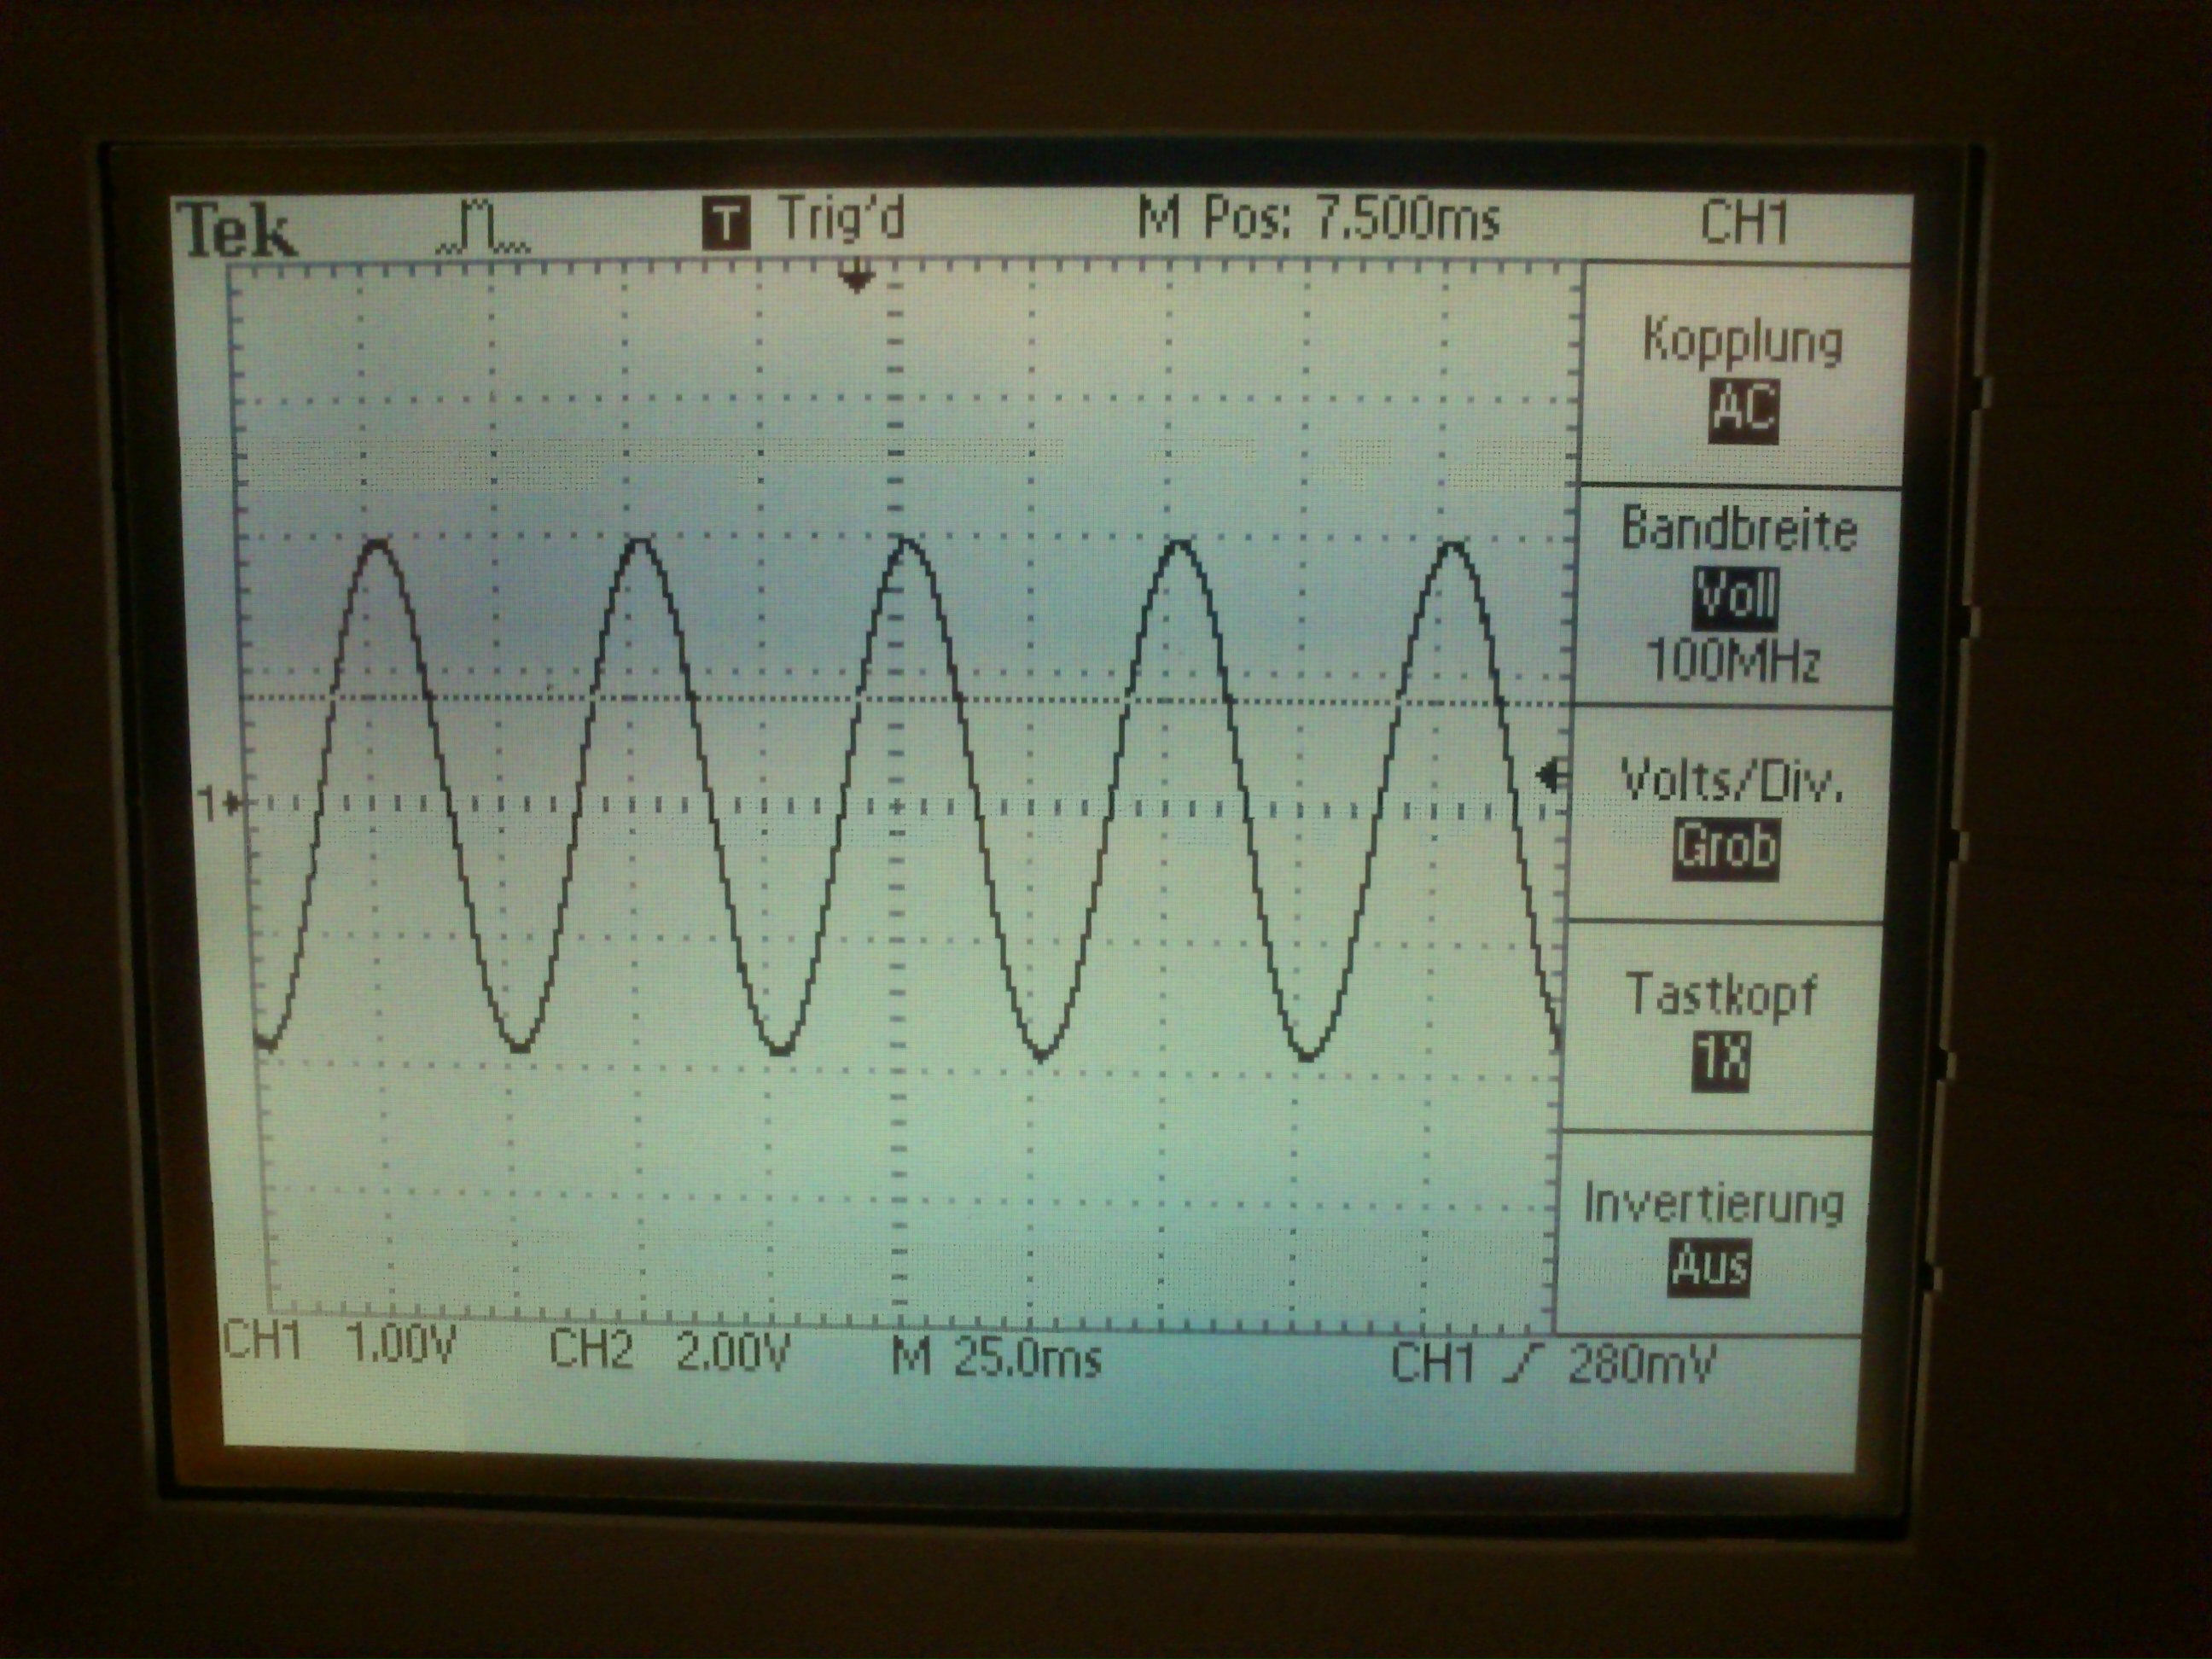 Tek T Trig'd M Pos: 7.500ms CH1
Kopplung
AC
Bandbreite
Voll
100MHz
Volts/Div.
Grob
1
Tastkopf
1X
Invertierung
Aus
CH1 1.00V CH2 2.00V M 25.0ms CH1 280mV